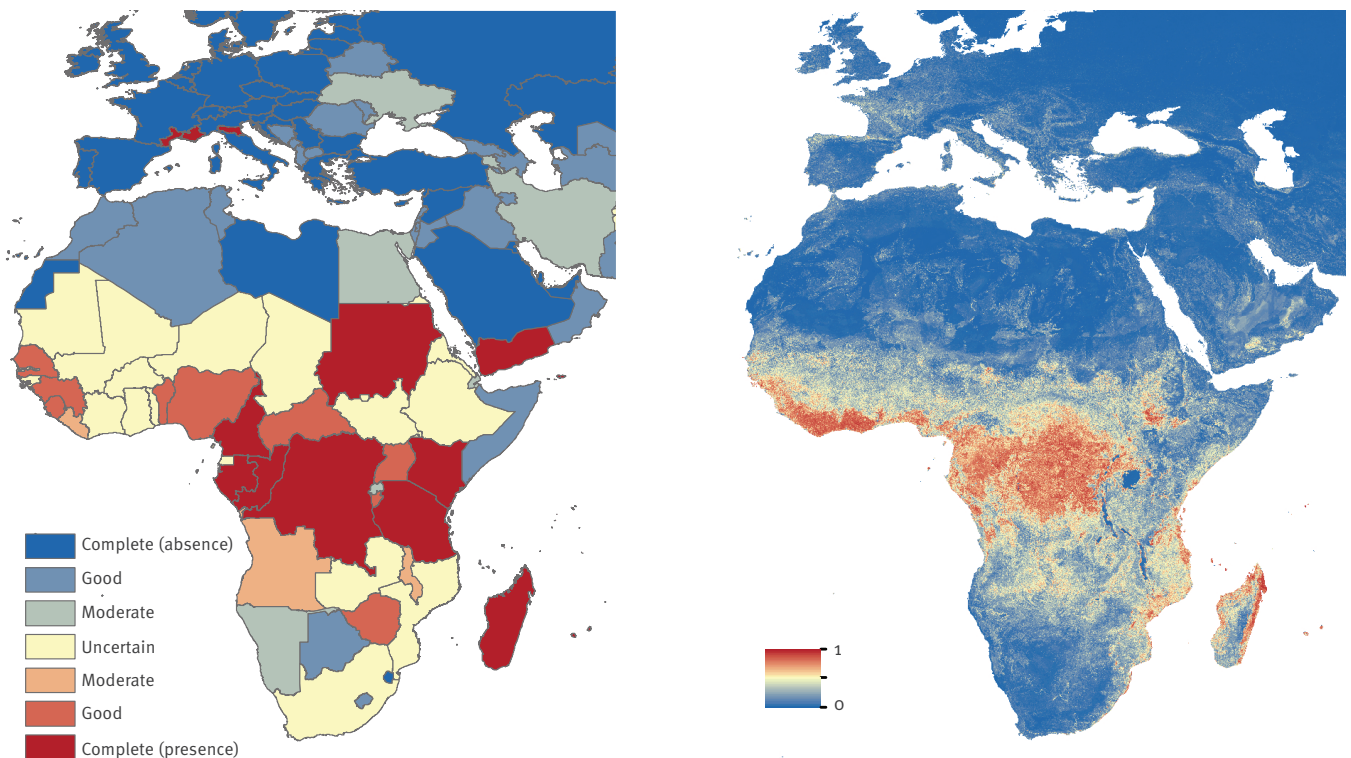 Complete (absence)
Good
Moderate
Uncertain
Moderate
Good
Complete (presence)
1
0